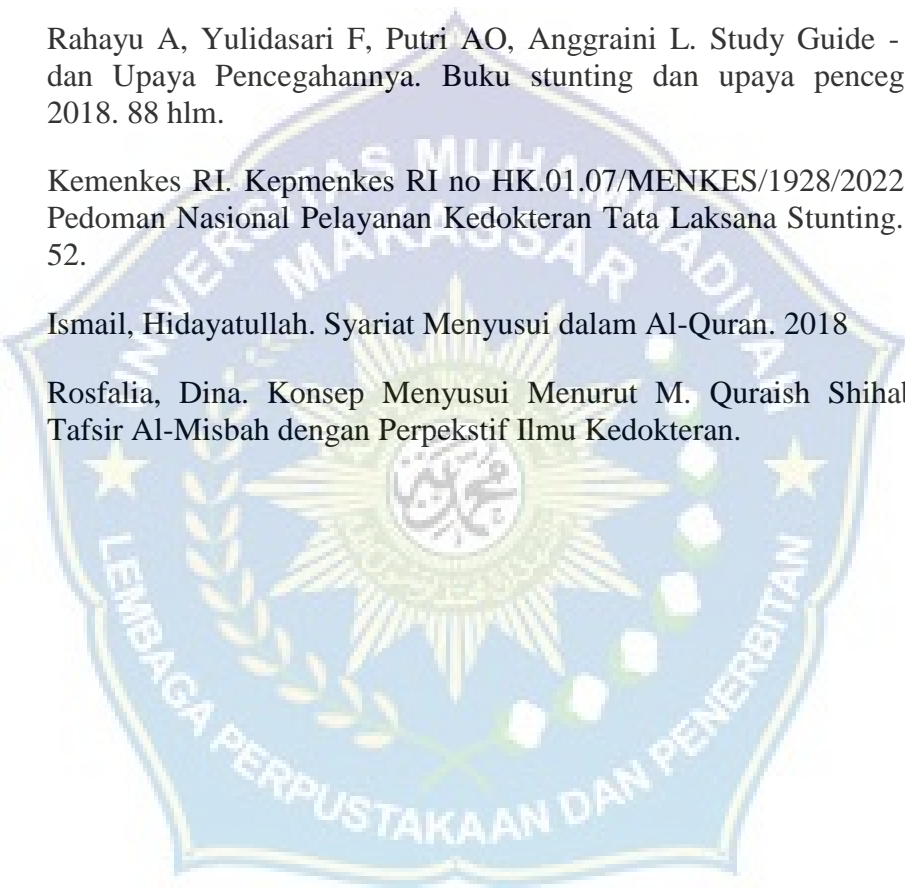 Rahayu A, Yulidasari F, Putri AO, Anggraini L. Study Guide -
dan Upaya Pencegahannya. Buku stunting dan upaya penceg
2018. 88 hlm.
Kemenkes RI. Kepmenkes RI no HK.01.07/MENKES/1928/2022
Pedoman Nasional Pelayanan Kedokteran Tata Laksana Stunting.
52.
Ismail, Hidayatullah. Syariat Menyusui dalam Al-Quran. 2018
Rosfalia, Dina. Konsep Menyusui Menurut M. Quraish Shihab
Tafsir Al-Misbah dengan Perpekstif Ilmu Kedokteran.
UNIVERSITAS MUHAMMADIYAH
MAKASSAR
LEMBAGA PERPUSTAKAAN DAN PENERBITAN